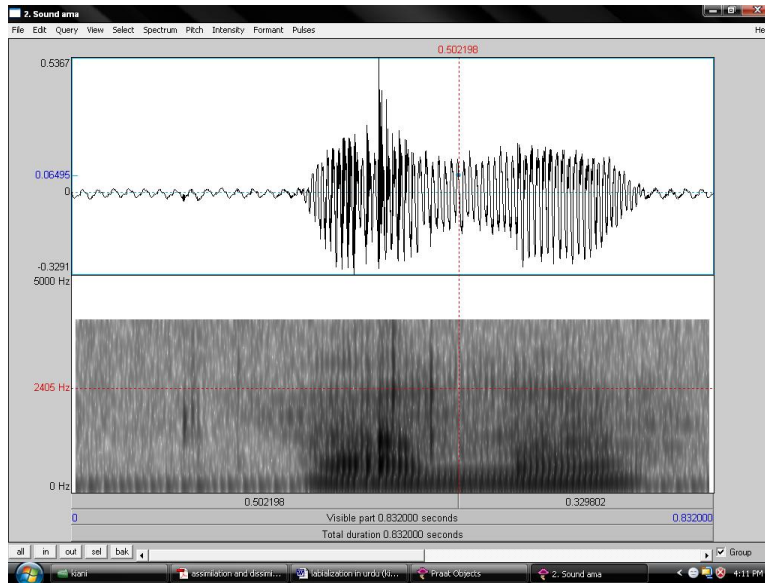 2. Sound ama
File Edit Query View Select Spectrum Pitch Intensity Formant Pulses He
0.502198
0.5367
0.06495
0
-0.3291
5000 Hz
2405 Hz
0 Hz
0.502198 0.329802
0 Visible part 0.832000 seconds 0.832000
Total duration 0.832000 seconds
all in out sel bak Group
kiani assimilation and dissimi... labialization in urdu (ki... Praat Objects 2. Sound ama 4:11 PM